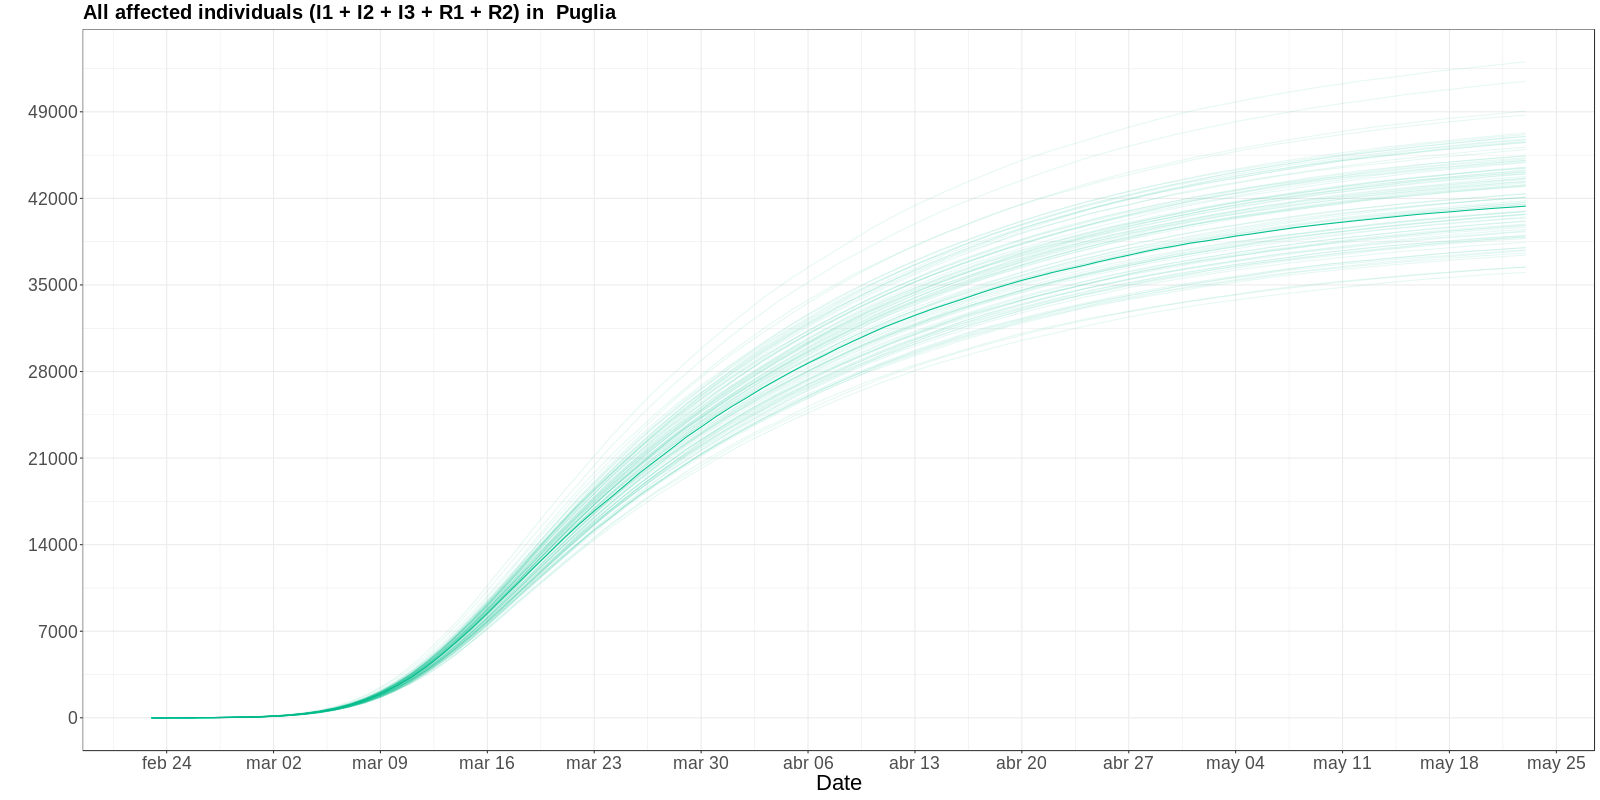 All affected individuals (I1 + I2 + I3 + R1 + R2) in  Puglia
49000
42000
35000
28000
21000
14000
7000
0
feb 24 mar 02 mar 09 mar 16 mar 23 mar 30 abr 06 abr 13 abr 20 abr 27 may 04 may 11 may 18 may 25
Date